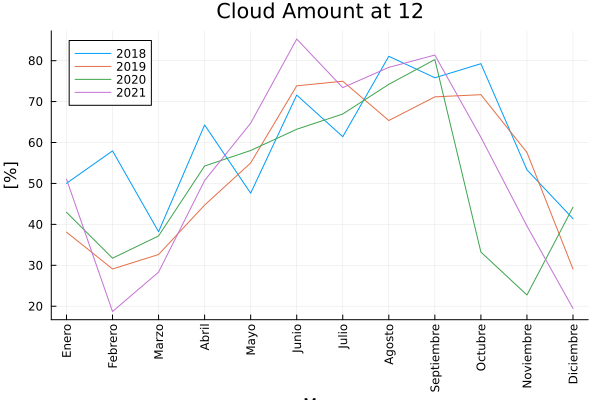 Cloud Amount at 12
[%]
80
70
60
50
40
30
20
2018
2019
2020
2021
Enero
Febrero
Marzo
Abril
Mayo
Junio
Julio
Agosto
Septiembre
Octubre
Noviembre
Diciembre